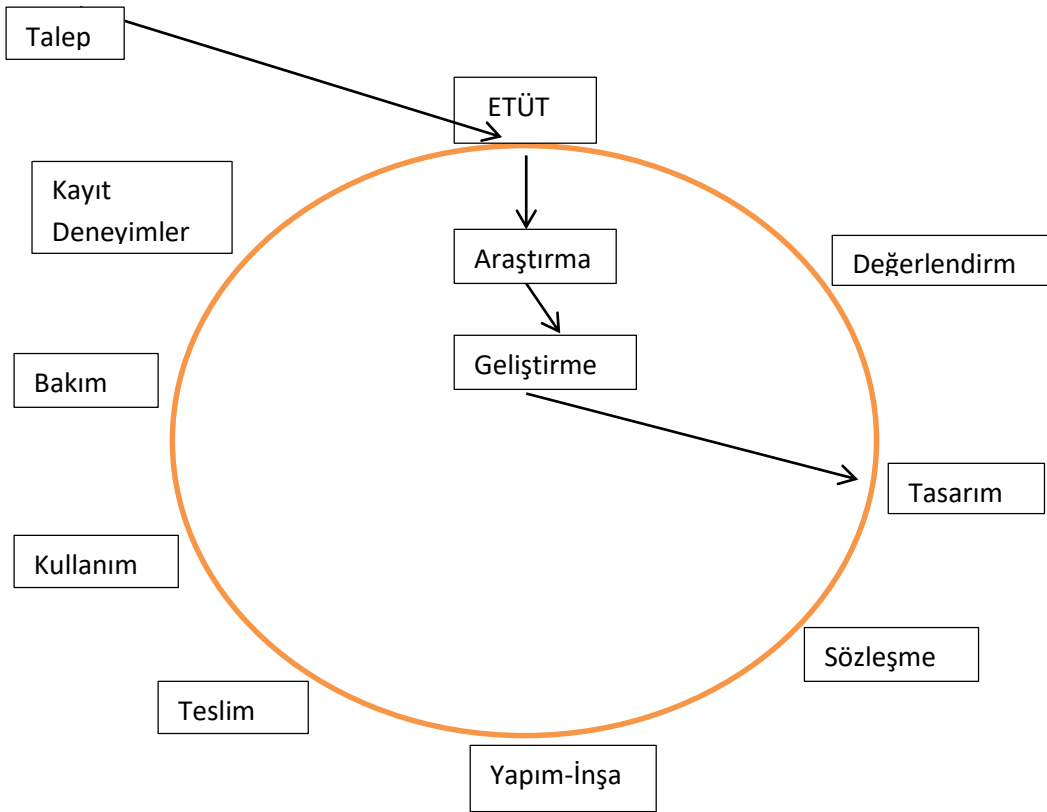 Talep
ETÜT
Kayıt
Deneyimler
Araştırma
Değerlendirm
Geliştirme
Bakım
Tasarım
Kullanım
Sözleşme
Teslim
Yapım-İnşa